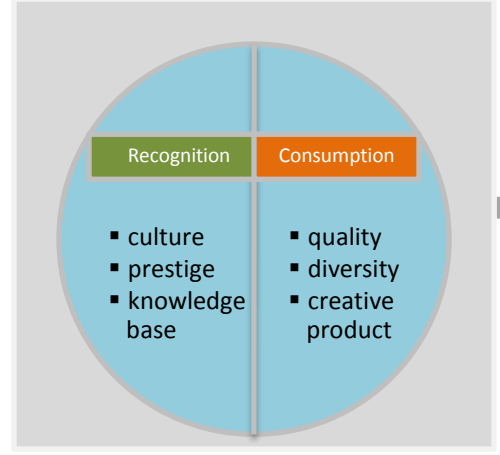 Recognition
Consumption
▪ culture
▪ prestige
▪ knowledge
base
▪ quality
▪ diversity
▪ creative
product